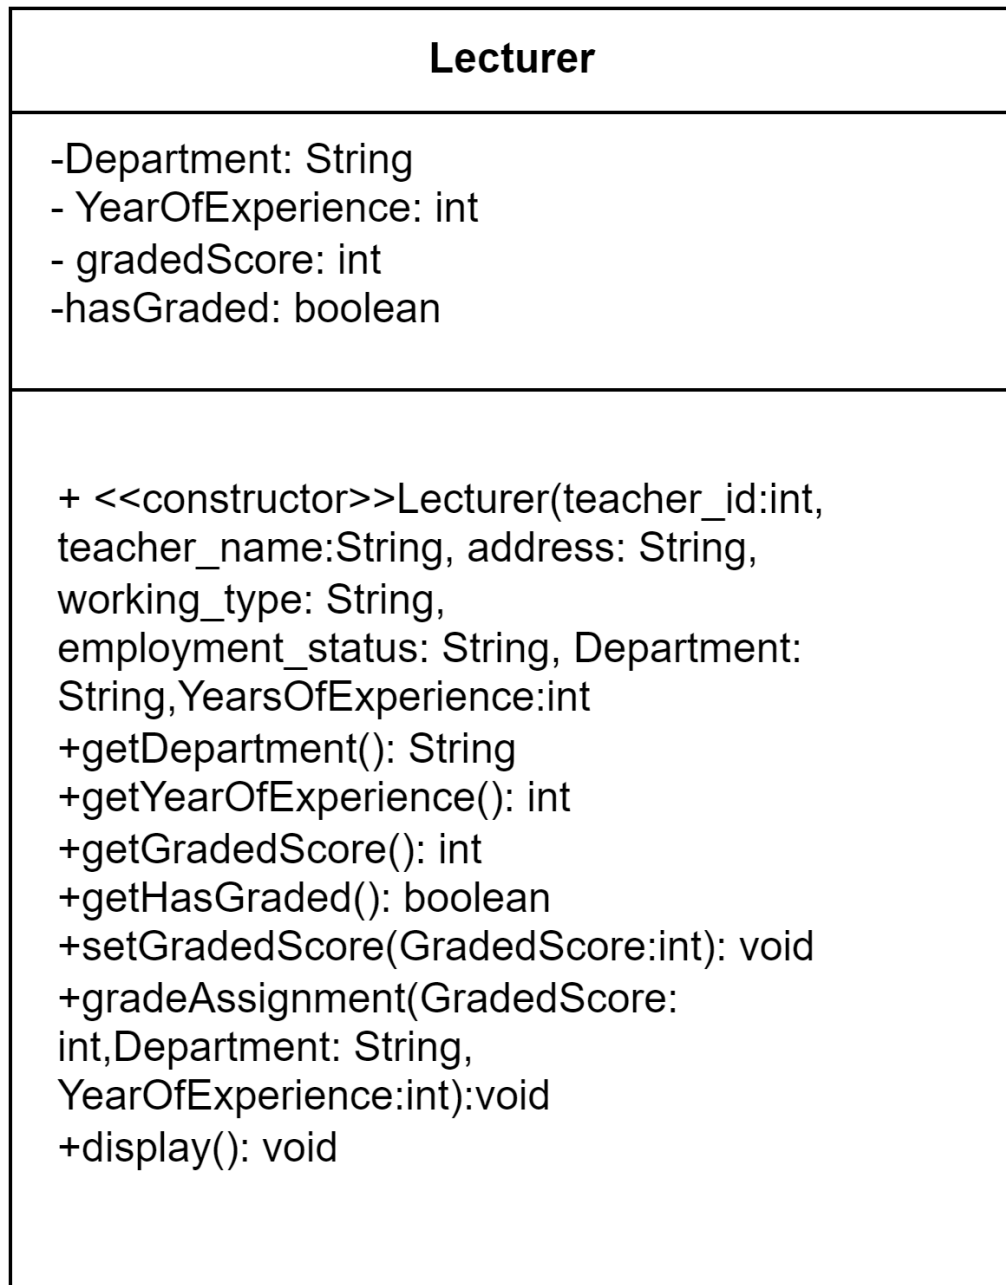 Lecturer
-Department: String
- YearOfExperience: int
- gradedScore: int
-hasGraded: boolean
+ <<constructor>>Lecturer(teacher_id:int,
teacher_name:String, address: String,
working_type: String,
employment_status: String, Department:
String,YearsOfExperience:int
+getDepartment(): String
+getYearOfExperience(): int
+getGradedScore(): int
+getHasGraded(): boolean
+setGradedScore(GradedScore:int): void
+gradeAssignment(GradedScore:
int,Department: String,
YearOfExperience:int):void
+display(): void